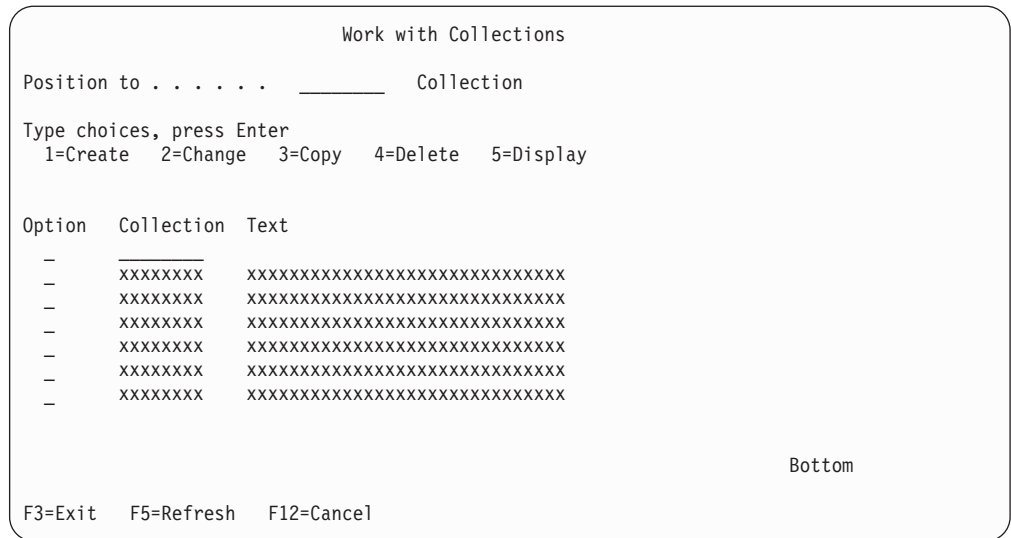 Work with Collections
Position to . . . . . . ________ Collection
Type choices, press Enter
1=Create 2=Change 3=Copy 4=Delete 5=Display
Option Collection Text
_ ________
_ xxxxxxxx xxxxxxxxxxxxxxxxxxxxxxxxxxxxxx
_ xxxxxxxx xxxxxxxxxxxxxxxxxxxxxxxxxxxxxx
_ xxxxxxxx xxxxxxxxxxxxxxxxxxxxxxxxxxxxxx
_ xxxxxxxx xxxxxxxxxxxxxxxxxxxxxxxxxxxxxx
_ xxxxxxxx xxxxxxxxxxxxxxxxxxxxxxxxxxxxxx
_ xxxxxxxx xxxxxxxxxxxxxxxxxxxxxxxxxxxxxx
Bottom
F3=Exit F5=Refresh F12=Cancel